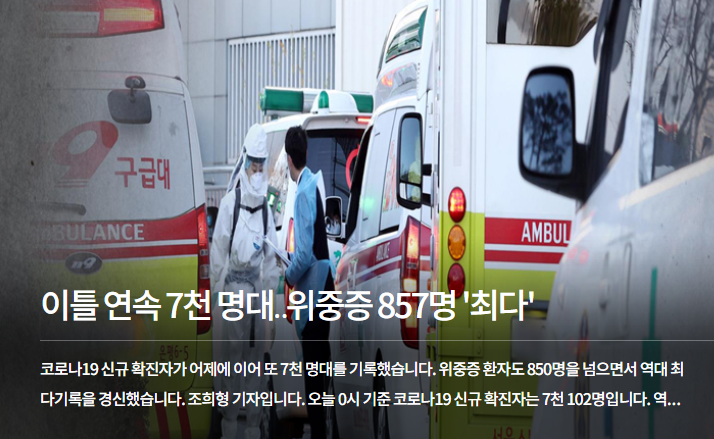 구급대
AMBULANCE
AMBUL
이틀 연속 7천 명대..위중증 857명 '최다'
코로나19 신규 확진자가 어제에 이어 또 7천 명대를 기록했습니다. 위중증 환자도 850명을 넘으면서 역대 최
다기록을 경신했습니다. 조희형 기자입니다. 오늘 0시 기준 코로나19 신규 확진자는 7천 102명입니다. 역...